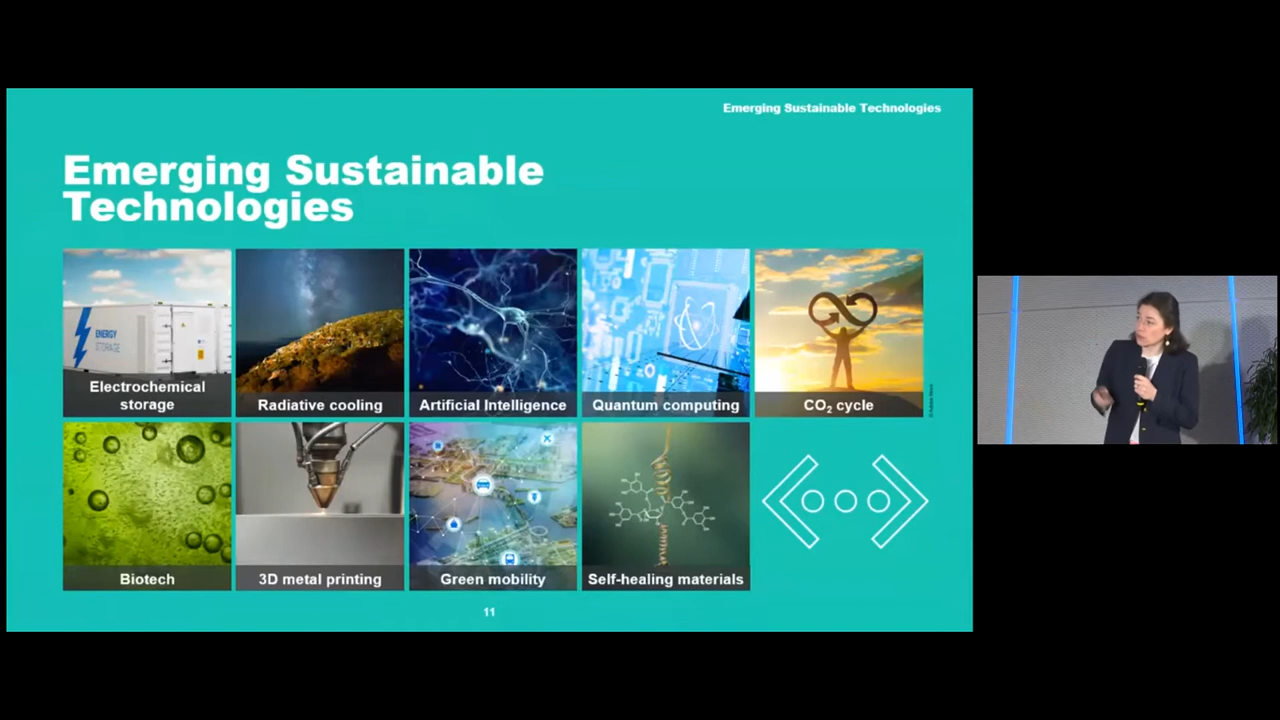 Emerging Sustainable Technologies
Emerging Sustainable
Technologies
ENERGY
STORAGE
Electrochemical
storage
Radiative cooling
Artificial Intelligence
Quantum computing
CO₂ cycle
Biotech
3D metal printing
Green mobility
Self-healing materials
11